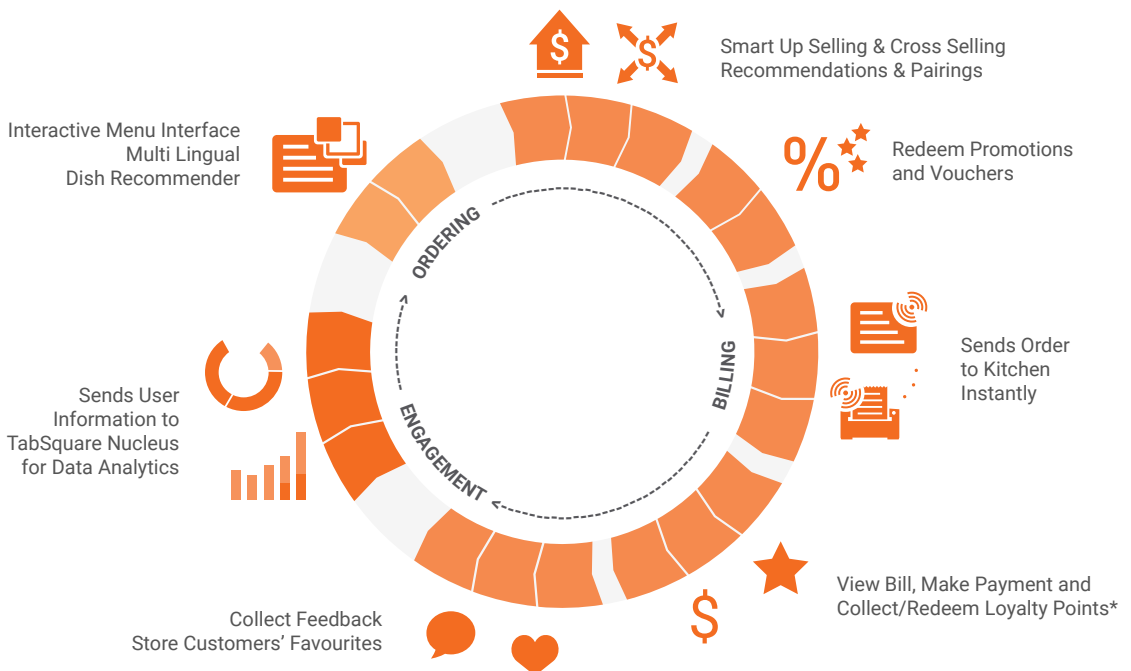 $
$
Smart Up Selling & Cross Selling
Recommendations & Pairings
Interactive Menu Interface
Multi Lingual
Dish Recommender
%
Redeem Promotions
and Vouchers
ORDERING
BILLING
ENGAGEMENT
Sends Order
to Kitchen
Instantly
Sends User
Information to
TabSquare Nucleus
for Data Analytics
View Bill, Make Payment and
Collect/Redeem Loyalty Points*
$
Collect Feedback
Store Customers’ Favourites